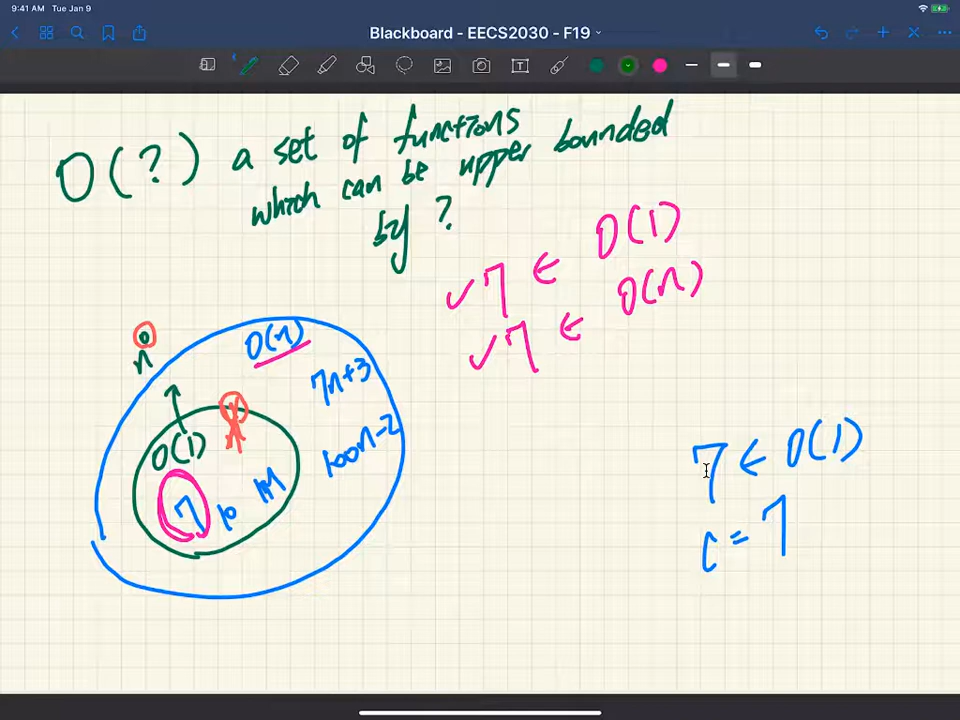 9:41 AM Tue Jan 9
Blackboard - EECS2030 - F19
O(?) a set of functions
which can be upper bounded
by ?
✓ 7 ∈ O(1)
✓ 7 ∈ O(n)
n⁰
O(n)
7n+3
O(1)
100n-2
7 10 1M
7 ∈ O(1)
c = 7